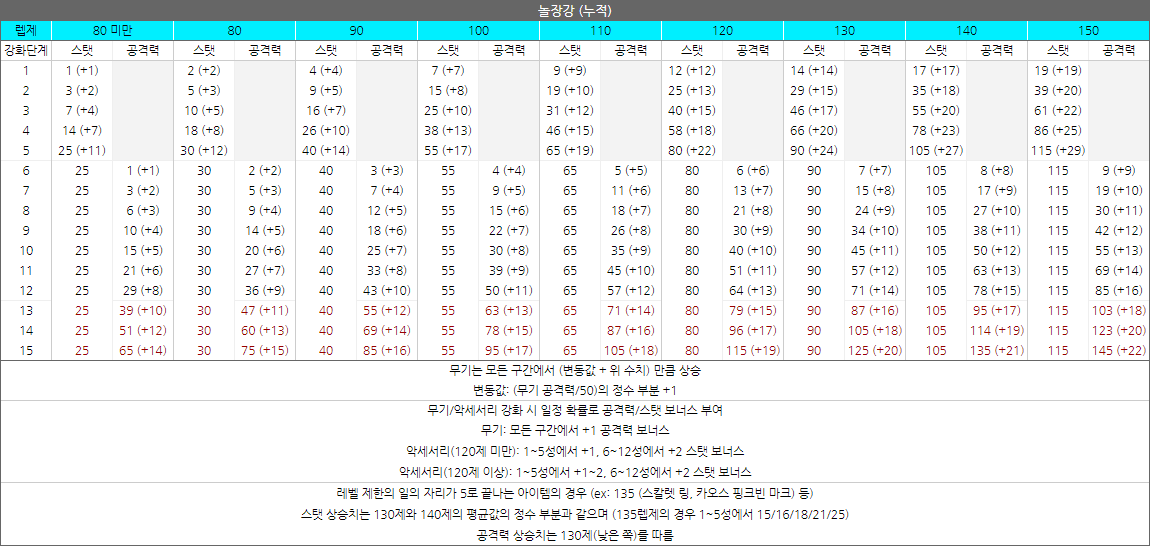 놀장강 (누적)
렙제 80 미만 80 90 100 110 120 130 140 150
강화단계 스탯 공격력 스탯 공격력 스탯 공격력 스탯 공격력 스탯 공격력 스탯 공격력 스탯 공격력 스탯 공격력 스탯 공격력
1 1 (+1) 2 (+2) 4 (+4) 7 (+7) 9 (+9) 12 (+12) 14 (+14) 17 (+17) 19 (+19)
2 3 (+2) 5 (+3) 9 (+5) 15 (+8) 19 (+10) 25 (+13) 29 (+15) 35 (+18) 39 (+20)
3 7 (+4) 10 (+5) 16 (+7) 25 (+10) 31 (+12) 40 (+15) 46 (+17) 55 (+20) 61 (+22)
4 14 (+7) 18 (+8) 26 (+10) 38 (+13) 46 (+15) 58 (+18) 66 (+20) 78 (+23) 86 (+25)
5 25 (+11) 30 (+12) 40 (+14) 55 (+17) 65 (+19) 80 (+22) 90 (+24) 105 (+27) 115 (+29)
6 25 1 (+1) 30 2 (+2) 40 3 (+3) 55 4 (+4) 65 5 (+5) 80 6 (+6) 90 7 (+7) 105 8 (+8) 115 9 (+9)
7 25 3 (+2) 30 5 (+3) 40 7 (+4) 55 9 (+5) 65 11 (+6) 80 13 (+7) 90 15 (+8) 105 17 (+9) 115 19 (+10)
8 25 6 (+3) 30 9 (+4) 40 12 (+5) 55 15 (+6) 65 18 (+7) 80 21 (+8) 90 24 (+9) 105 27 (+10) 115 30 (+11)
9 25 10 (+4) 30 14 (+5) 40 18 (+6) 55 22 (+7) 65 26 (+8) 80 30 (+9) 90 34 (+10) 105 38 (+11) 115 42 (+12)
10 25 15 (+5) 30 20 (+6) 40 25 (+7) 55 30 (+8) 65 35 (+9) 80 40 (+10) 90 45 (+11) 105 50 (+12) 115 55 (+13)
11 25 21 (+6) 30 27 (+7) 40 33 (+8) 55 39 (+9) 65 45 (+10) 80 51 (+11) 90 57 (+12) 105 63 (+13) 115 69 (+14)
12 25 29 (+8) 30 36 (+9) 40 43 (+10) 55 50 (+11) 65 57 (+12) 80 64 (+13) 90 71 (+14) 105 78 (+15) 115 85 (+16)
13 25 39 (+10) 30 47 (+11) 40 55 (+12) 55 63 (+13) 65 71 (+14) 80 79 (+15) 90 87 (+16) 105 95 (+17) 115 103 (+18)
14 25 51 (+12) 30 60 (+13) 40 69 (+14) 55 78 (+15) 65 87 (+16) 80 96 (+17) 90 105 (+18) 105 114 (+19) 115 123 (+20)
15 25 65 (+14) 30 75 (+15) 40 85 (+16) 55 95 (+17) 65 105 (+18) 80 115 (+19) 90 125 (+20) 105 135 (+21) 115 145 (+22)
무기는 모든 구간에서 (변동값 + 위 수치) 만큼 상승
변동값: (무기 공격력/50)의 정수 부분 +1
무기/악세서리 강화 시 일정 확률로 공격력/스탯 보너스 부여
무기: 모든 구간에서 +1 공격력 보너스
악세서리(120제 미만): 1~5성에서 +1, 6~12성에서 +2 스탯 보너스
악세서리(120제 이상): 1~5성에서 +1~2, 6~12성에서 +2 스탯 보너스
레벨 제한의 일의 자리가 5로 끝나는 아이템의 경우 (ex: 135 (스칼렛 링, 카오스 핑크빈 마크) 등)
스탯 상승치는 130제와 140제의 평균값의 정수 부분과 같으며 (135렙제의 경우 1~5성에서 15/16/18/21/25)
공격력 상승치는 130제(낮은 쪽)를 따름